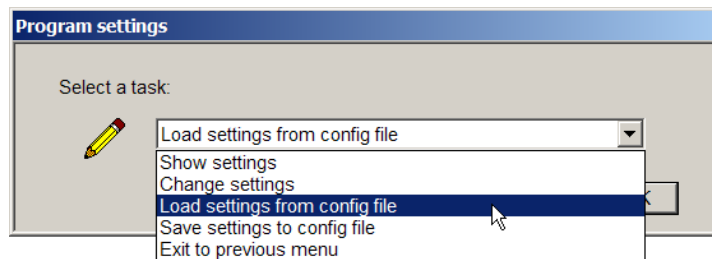 Program settings
Select a task:
Load settings from config file
Show settings
Change settings
Load settings from config file
Save settings to config file
Exit to previous menu